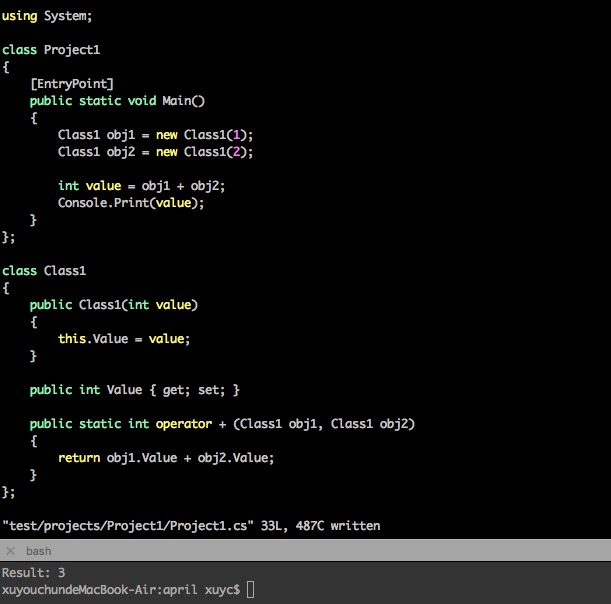 using System;
class Project1
{
    [EntryPoint]
    public static void Main()
    {
        Class1 obj1 = new Class1(1);
        Class1 obj2 = new Class1(2);
        int value = obj1 + obj2;
        Console.Print(value);
    }
};
class Class1
{
    public Class1(int value)
    {
        this.Value = value;
    }
    public int Value { get; set; }
    public static int operator + (Class1 obj1, Class1 obj2)
    {
        return obj1.Value + obj2.Value;
    }
};
"test/projects/Project1/Project1.cs" 33L, 487C written
× bash
Result: 3
xuyouchundeMacBook-Air:april xuyc$